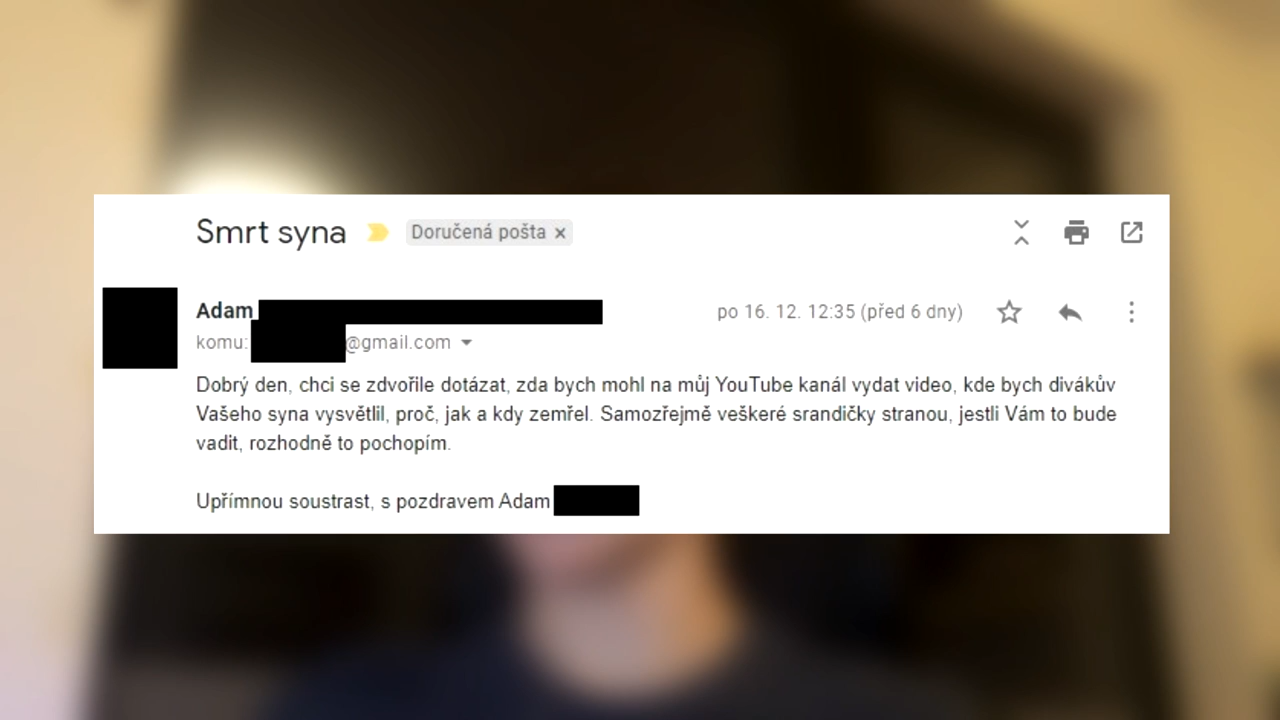 Smrt syna Doručená pošta ×
Adam po 16. 12. 12:35 (před 6 dny)
komu: @gmail.com
Dobrý den, chci se zdvořile dotázat, zda bych mohl na můj YouTube kanál vydat video, kde bych divákův
Vašeho syna vysvětlil, proč, jak a kdy zemřel. Samozřejmě veškeré srandičky stranou, jestli Vám to bude
vadit, rozhodně to pochopím.
Upřímnou soustrast, s pozdravem Adam